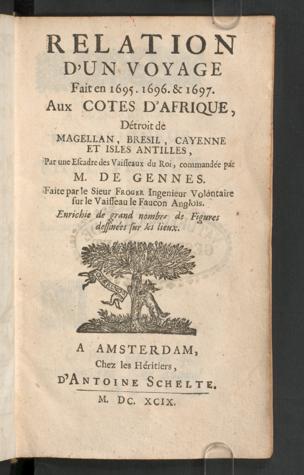 RELATION
D'UN VOYAGE
Fait en 1695. 1696. & 1697.
Aux COTES D'AFRIQUE,
Détroit de
MAGELLAN, BRESIL, CAYENNE
ET ISLES ANTILLES,
Par une Eſcadre des Vaiſſeaux du Roi, commandée par
M. DE GENNES.
Faite par le Sieur FROGER Ingenieur Volontaire
ſur le Vaiſſeau le Faucon Anglois.
Enrichie de grand nombre de Figures
deſſinées ſur les lieux.
A AMSTERDAM,
Chez les Héritiers,
D'ANTOINE SCHELTE.
M. DC. XCIX.